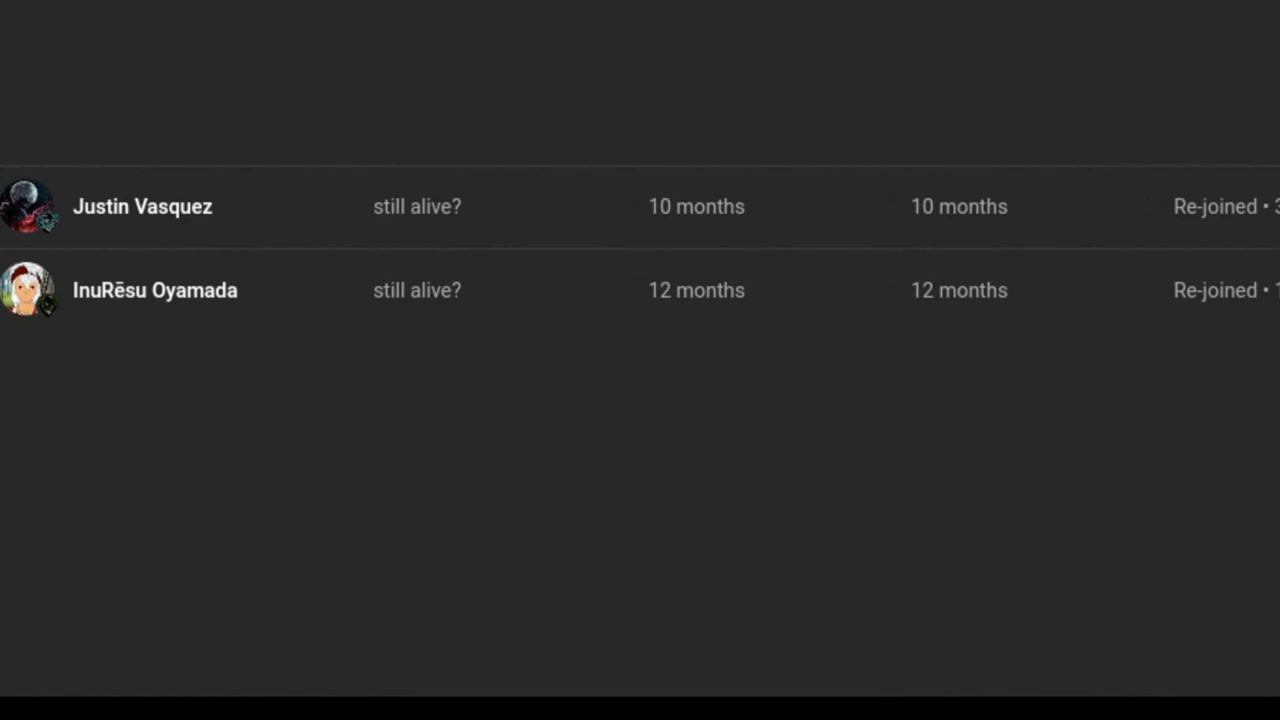 Justin Vasquez still alive? 10 months 10 months Re-joined •
InuRēsu Oyamada still alive? 12 months 12 months Re-joined •